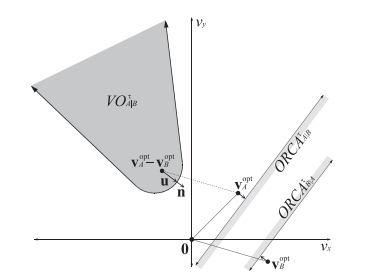 v_y
VO^τ_{A|B}
v_A^opt − v_B^opt
u
n
v_A^opt
ORCA^τ_{A|B}
ORCA^τ_{B|A}
0
v_x
v_B^opt